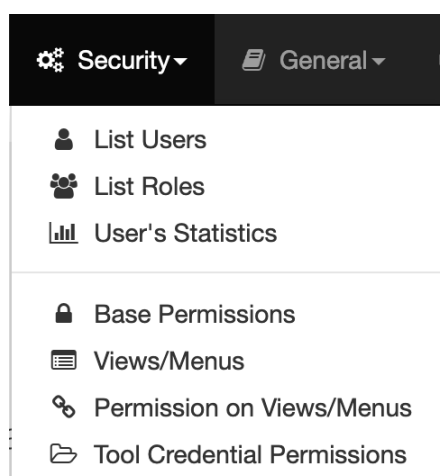 Security General
List Users
List Roles
User's Statistics
Base Permissions
Views/Menus
Permission on Views/Menus
Tool Credential Permissions